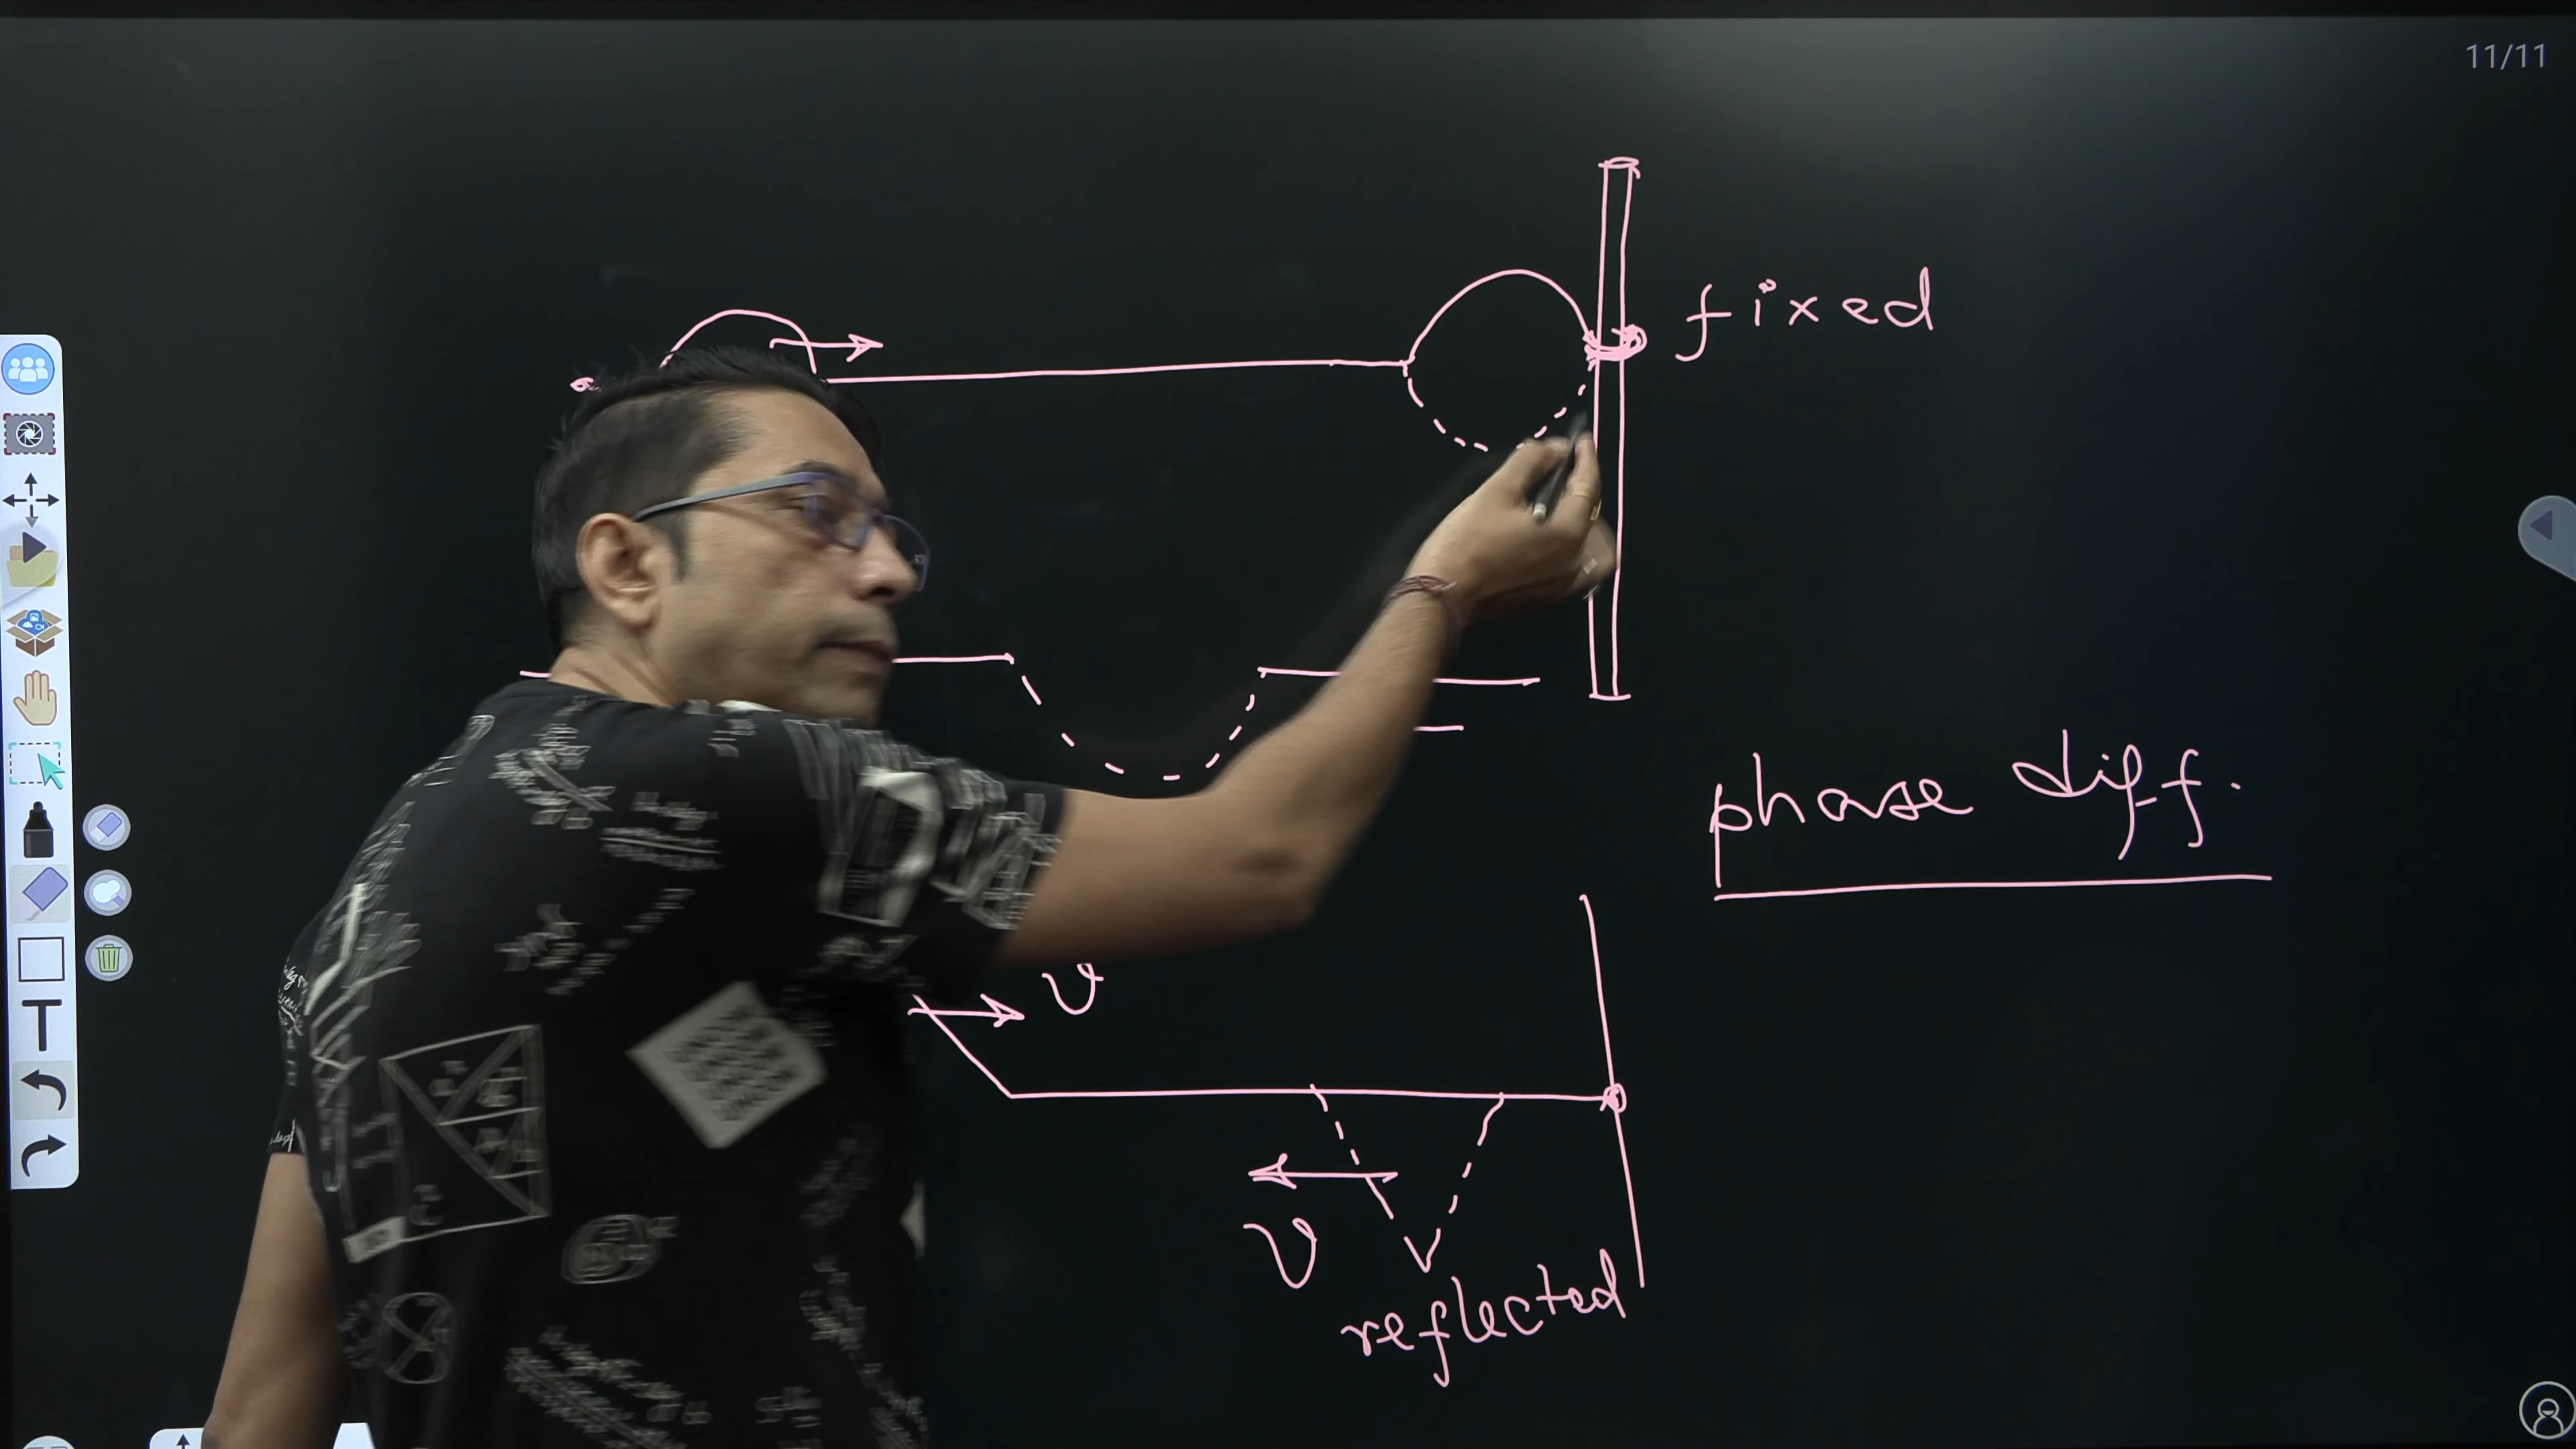 11/11
fixed
phase diff.
v
v
reflected
T